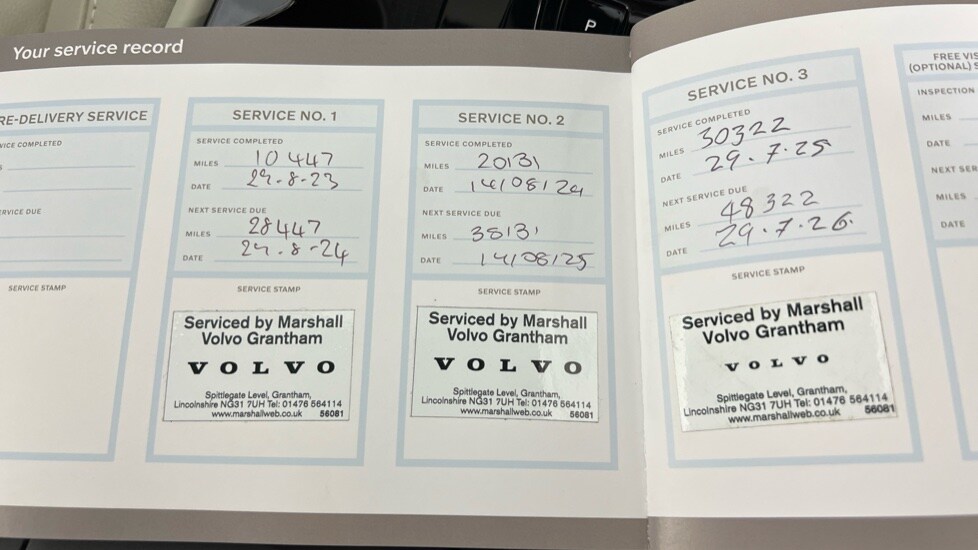 P
Your service record
RE-DELIVERY SERVICE
VICE COMPLETED
S
ERVICE DUE
SERVICE STAMP
SERVICE NO. 1
SERVICE COMPLETED
MILES 10447
DATE 29.8.23
NEXT SERVICE DUE
MILES 28447
DATE 29.8.24
SERVICE STAMP
Serviced by Marshall
Volvo Grantham
VOLVO
Spittlegate Level, Grantham,
Lincolnshire NG31 7UH Tel: 01476 564114
www.marshallweb.co.uk 56081
SERVICE NO. 2
SERVICE COMPLETED
MILES 20131
DATE 14/08/24
NEXT SERVICE DUE
MILES 38131
DATE 14/08/25
SERVICE STAMP
Serviced by Marshall
Volvo Grantham
VOLVO
Spittlegate Level, Grantham,
Lincolnshire NG31 7UH Tel: 01476 564114
www.marshallweb.co.uk 56081
SERVICE NO. 3
SERVICE COMPLETED
MILES 30322
DATE 29.7.25
NEXT SERVICE DUE
MILES 48322
DATE 29.7.26.
SERVICE STAMP
Serviced by Marshall
Volvo Grantham
VOLVO
Spittlegate Level, Grantham,
Lincolnshire NG31 7UH Tel: 01476 564114
www.marshallweb.co.uk 56081
FREE VIS
(OPTIONAL) S
INSPECTION
MILES
DATE
NEXT SER
MILES
DATE